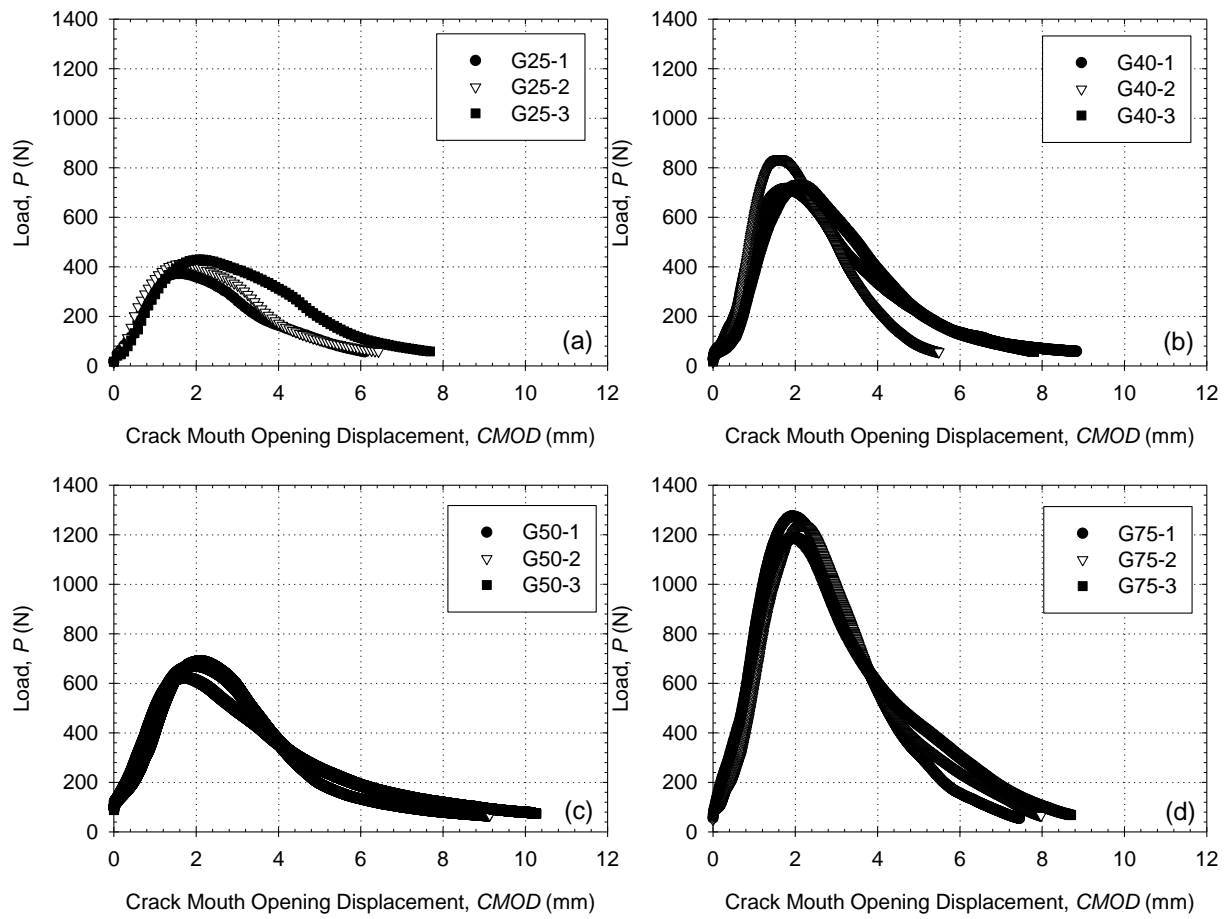 1400
1200
1000
800
600
400
200
0
Load, P (N)
G25-1
G25-2
G25-3
(a)
0 2 4 6 8 10 12
Crack Mouth Opening Displacement, CMOD (mm)
1400
1200
1000
800
600
400
200
0
Load, P (N)
G40-1
G40-2
G40-3
(b)
0 2 4 6 8 10 12
Crack Mouth Opening Displacement, CMOD (mm)
1400
1200
1000
800
600
400
200
0
Load, P (N)
G50-1
G50-2
G50-3
(c)
0 2 4 6 8 10 12
Crack Mouth Opening Displacement, CMOD (mm)
1400
1200
1000
800
600
400
200
0
Load, P (N)
G75-1
G75-2
G75-3
(d)
0 2 4 6 8 10 12
Crack Mouth Opening Displacement, CMOD (mm)